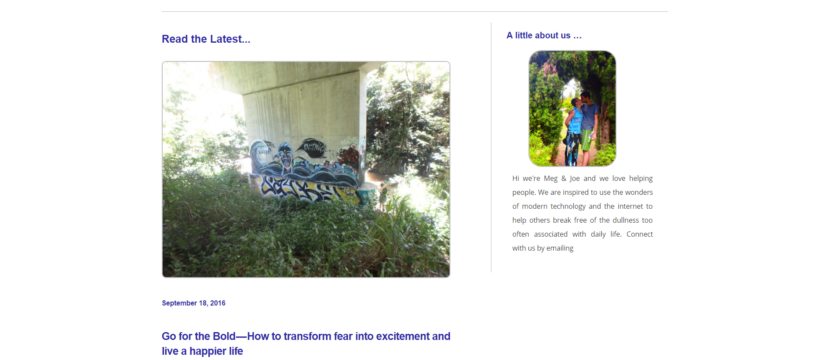 Read the Latest...
September 18, 2016
Go for the Bold—How to transform fear into excitement and
live a happier life
A little about us …
Hi we're Meg & Joe and we love helping
people. We are inspired to use the wonders
of modern technology and the internet to
help others break free of the dullness too
often associated with daily life. Connect
with us by emailing